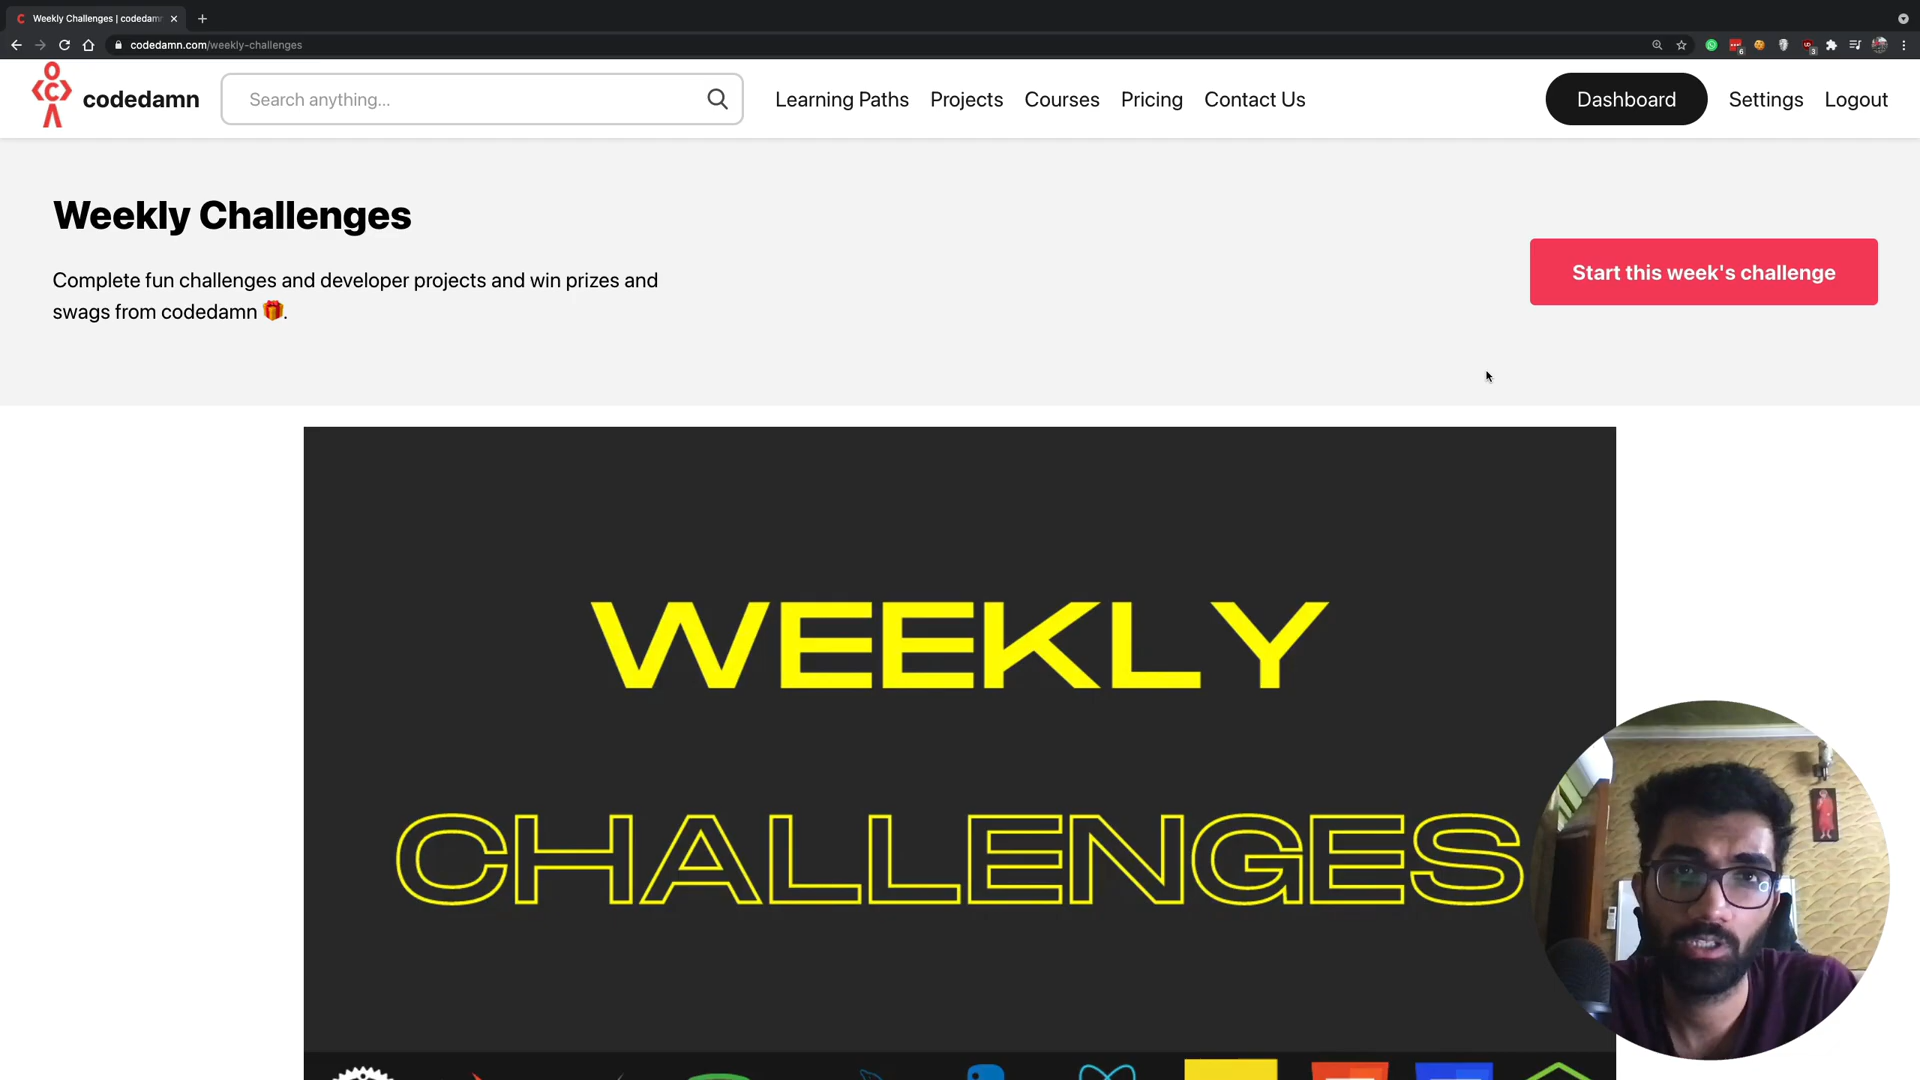 Weekly Challenges | codedamn
codedamn.com/weekly-challenges
codedamn
Search anything...
Learning Paths
Projects
Courses
Pricing
Contact Us
Dashboard
Settings
Logout
Weekly Challenges
Complete fun challenges and developer projects and win prizes and
swags from codedamn 🎁.
Start this week's challenge
WEEKLY
CHALLENGES